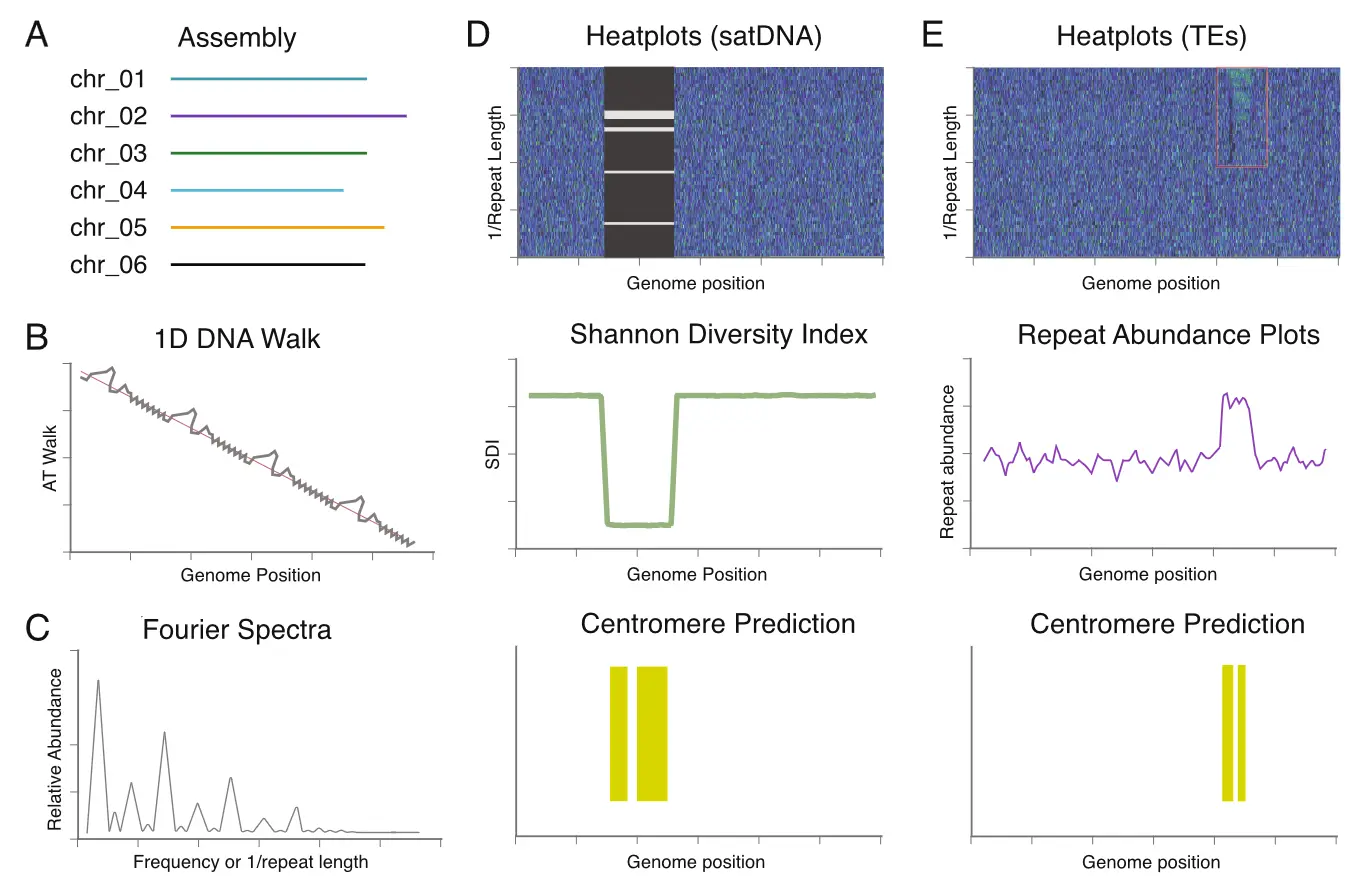 A
Assembly
chr_01
chr_02
chr_03
chr_04
chr_05
chr_06
B
1D DNA Walk
AT Walk
Genome Position
C
Fourier Spectra
Relative Abundance
Frequency or 1/repeat length
D
Heatplots (satDNA)
1/Repeat Length
Genome position
Shannon Diversity Index
SDI
Genome Position
Centromere Prediction
Genome position
E
Heatplots (TEs)
1/Repeat Length
Genome position
Repeat Abundance Plots
Repeat abundance
Genome position
Centromere Prediction
Genome position